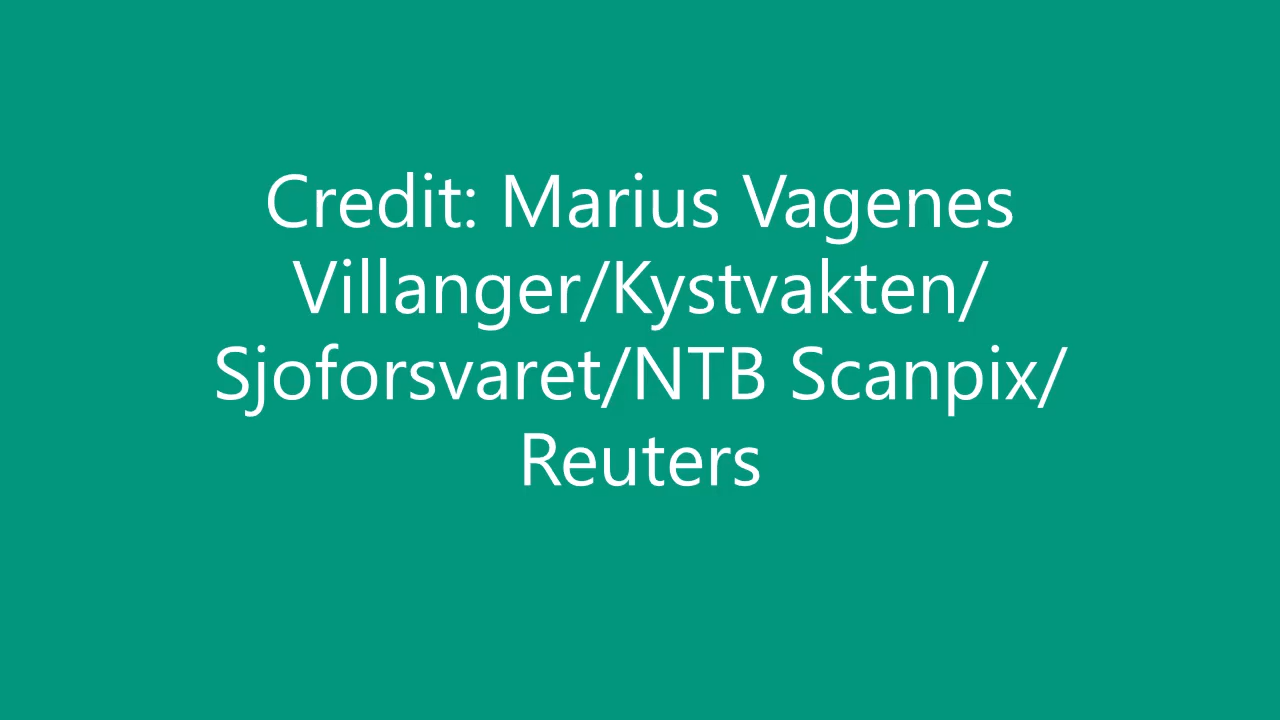 Credit: Marius Vagenes
Villanger/Kystvakten/
Sjoforsvaret/NTB Scanpix/
Reuters